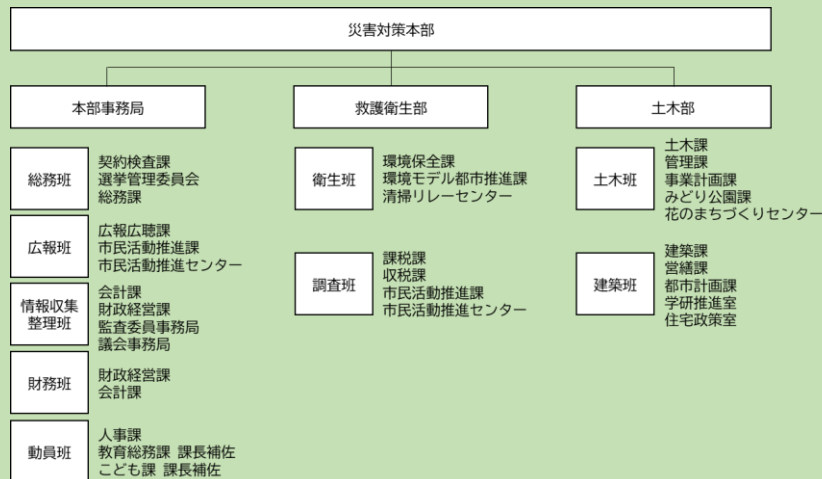 災害対策本部
本部事務局
総務班
契約検査課
選挙管理委員会
総務課
広報班
広報広聴課
市民活動推進課
市民活動推進センター
情報収集
整理班
会計課
財政経営課
監査委員事務局
議会事務局
財務班
財政経営課
会計課
動員班
人事課
教育総務課 課長補佐
こども課 課長補佐
救護衛生部
衛生班
環境保全課
環境モデル都市推進課
清掃リレーセンター
調査班
課税課
収税課
市民活動推進課
市民活動推進センター
土木部
土木班
土木課
管理課
事業計画課
みどり公園課
花のまちづくりセンター
建築班
建築課
営繕課
都市計画課
学研推進室
住宅政策室